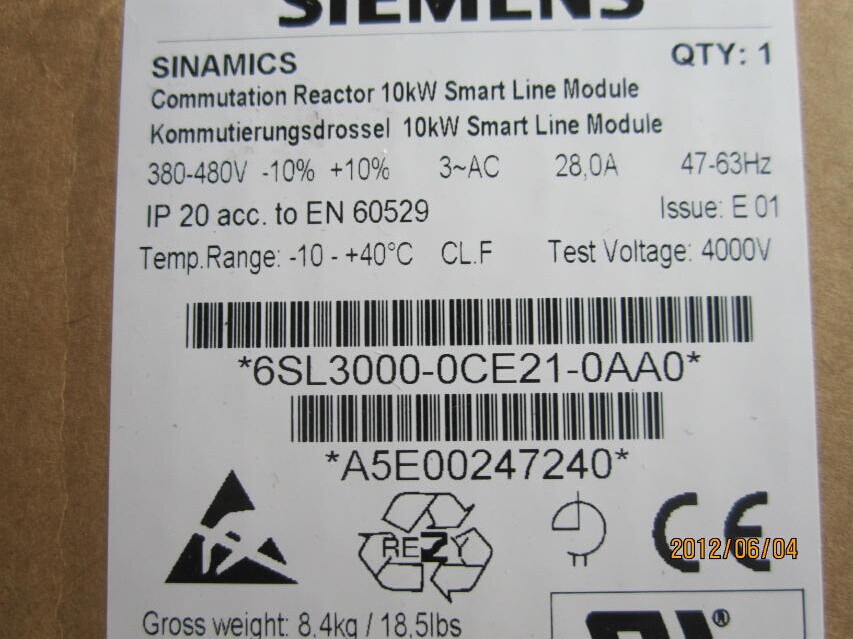 SIEMENS
SINAMICS QTY: 1
Commutation Reactor 10kW Smart Line Module
Kommutierungsdrossel 10kW Smart Line Module
380-480V -10% +10% 3~AC 28,0A 47-63Hz
IP 20 acc. to EN 60529 Issue: E 01
Temp.Range: -10 - +40°C CL.F Test Voltage: 4000V
*6SL3000-0CE21-0AA0*
*A5E00247240*
REZY
CE
2012/06/04
Gross weight: 8,4kg / 18,5lbs
®